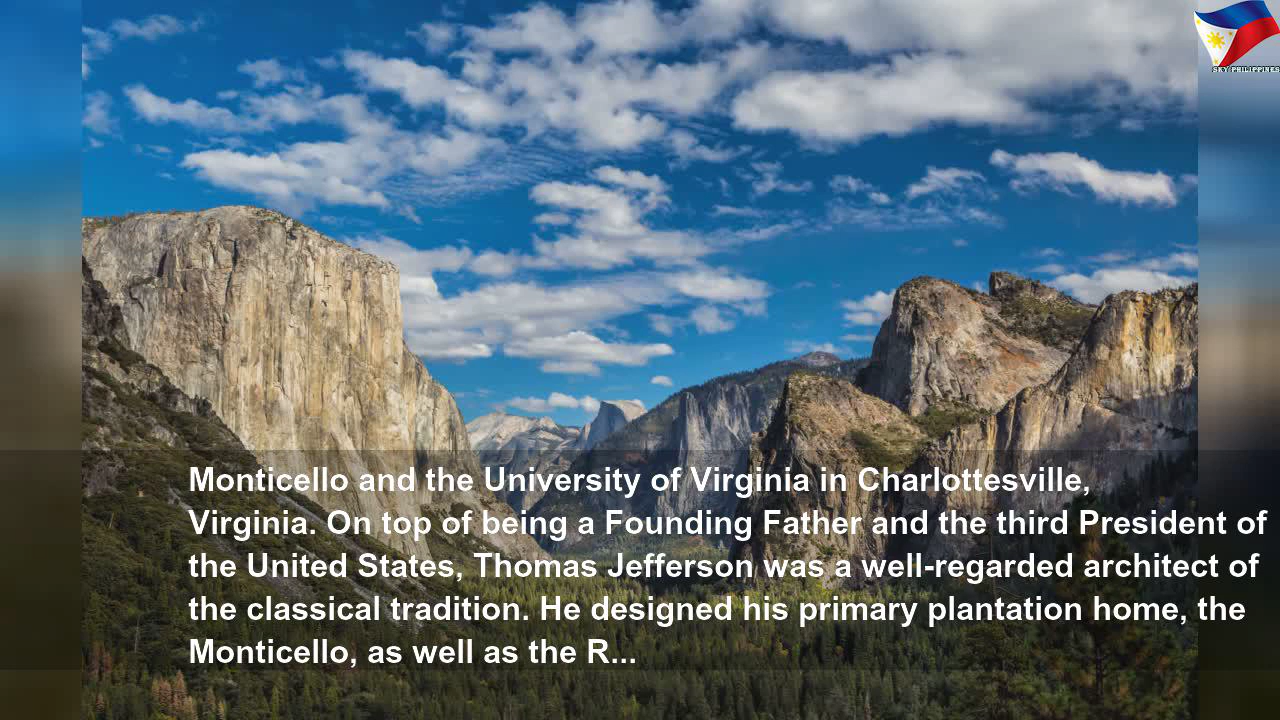 SKY PHILIPPINES
Monticello and the University of Virginia in Charlottesville,
Virginia. On top of being a Founding Father and the third President of
the United States, Thomas Jefferson was a well-regarded architect of
the classical tradition. He designed his primary plantation home, the
Monticello, as well as the R...